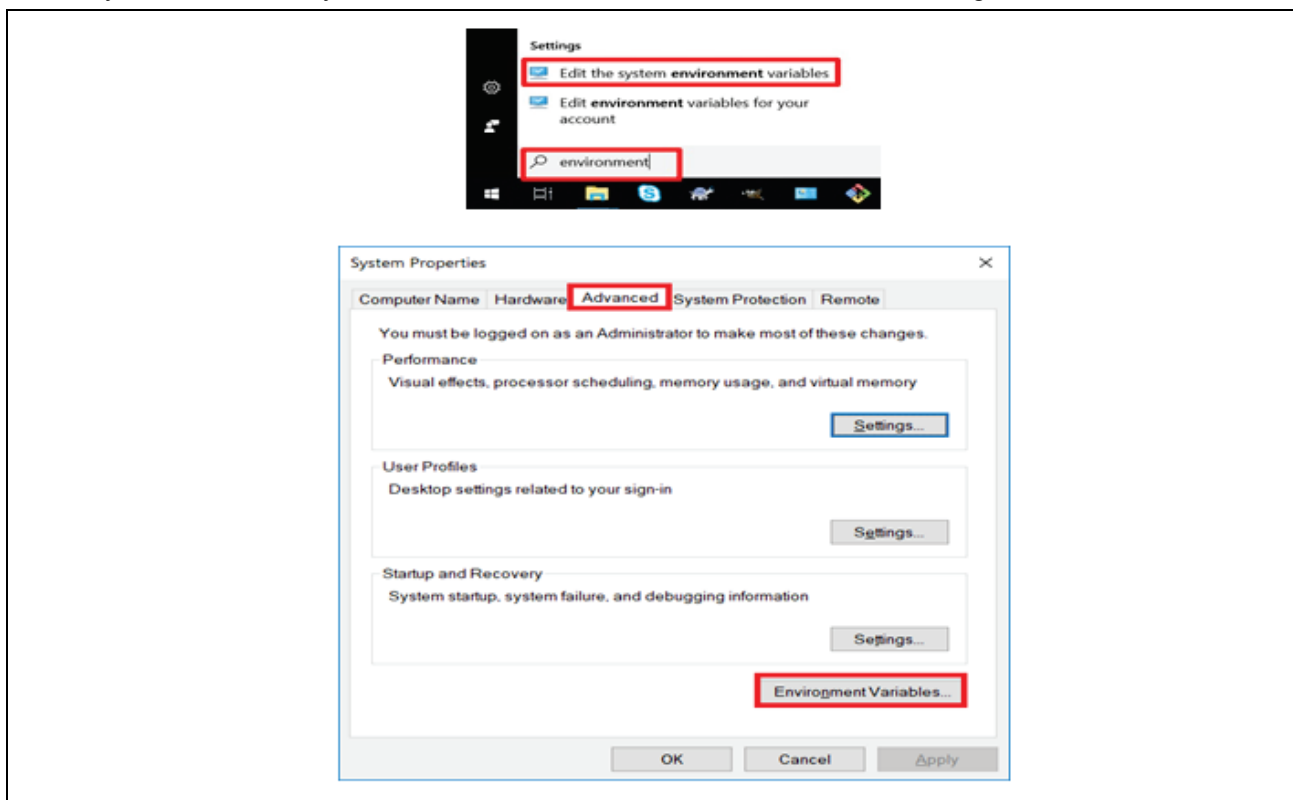 Settings
Edit the system environment variables
Edit environment variables for your
account
environment
System Properties
Computer Name Hardware Advanced System Protection Remote
You must be logged on as an Administrator to make most of these changes.
Performance
Visual effects, processor scheduling, memory usage, and virtual memory
Settings...
User Profiles
Desktop settings related to your sign-in
Settings...
Startup and Recovery
System startup, system failure, and debugging information
Settings...
Environment Variables...
OK Cancel Apply